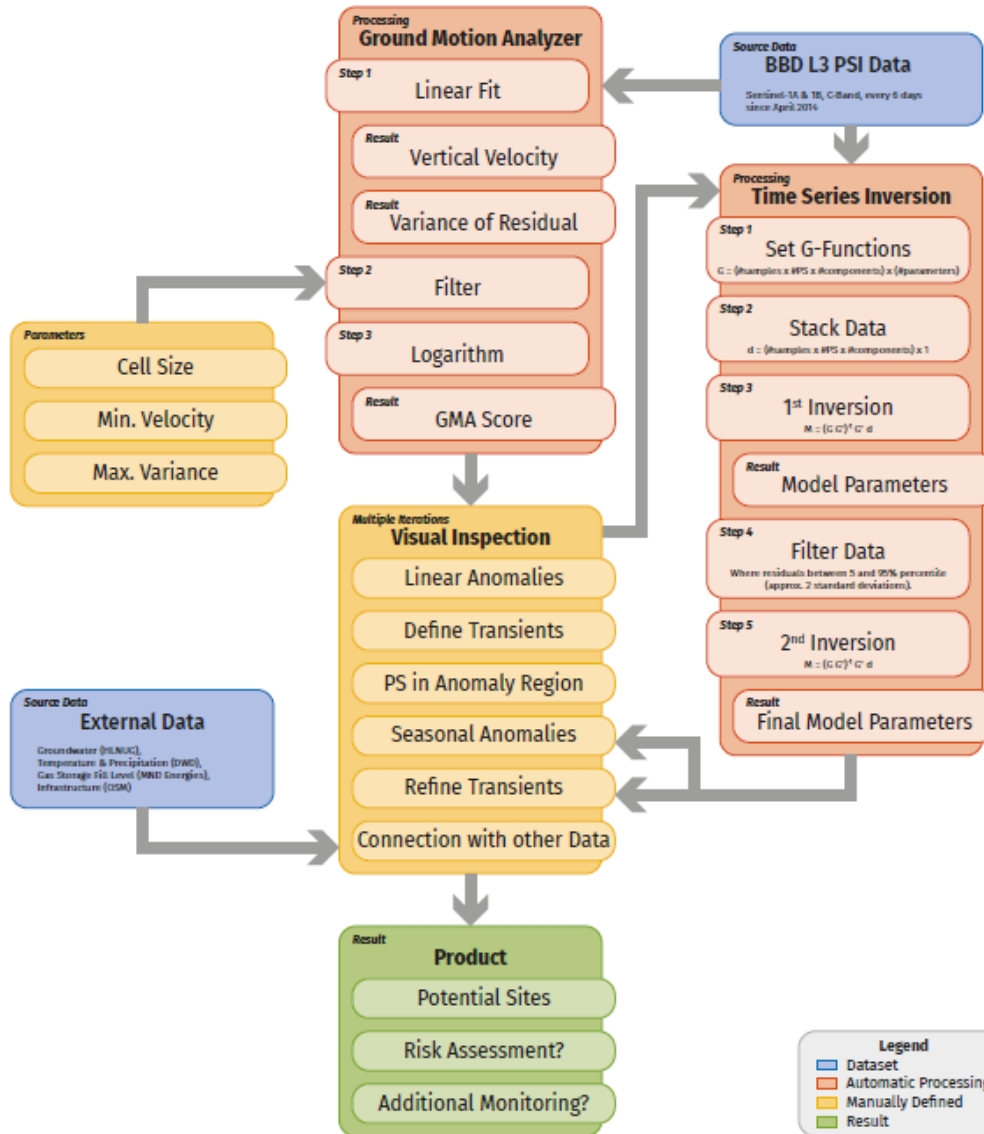 Processing
Ground Motion Analyzer
Step 1
Linear Fit
Result
Vertical Velocity
Result
Variance of Residual
Step 2
Filter
Step 3
Logarithm
Result
GMA Score
Source Data
BBD L3 PSI Data
Sentinel-1A & 1B, C-Band, every 6 days
since April 2014
Processing
Time Series Inversion
Step 1
Set G-Functions
G = (#samples x #PS x #components) x (#parameters)
Step 2
Stack Data
d = (#samples x #PS x #components) x 1
Step 3
1st Inversion
Result
Model Parameters
Step 4
Filter Data
Where residuals between 5 and 95% percentile
(approx. 2 standard deviations).
Step 5
2nd Inversion
Result
Final Model Parameters
Parameters
Cell Size
Min. Velocity
Max. Variance
Multiple Iterations
Visual Inspection
Linear Anomalies
Define Transients
PS in Anomaly Region
Seasonal Anomalies
Refine Transients
Connection with other Data
Source Data
External Data
Groundwater (HLNUG),
Temperature & Precipitation (DWD),
Gas Storage Fill Level (MND Energies),
Infrastructure (OSM)
Result
Product
Potential Sites
Risk Assessment?
Additional Monitoring?
Legend
Dataset
Automatic Processing
Manually Defined
Result